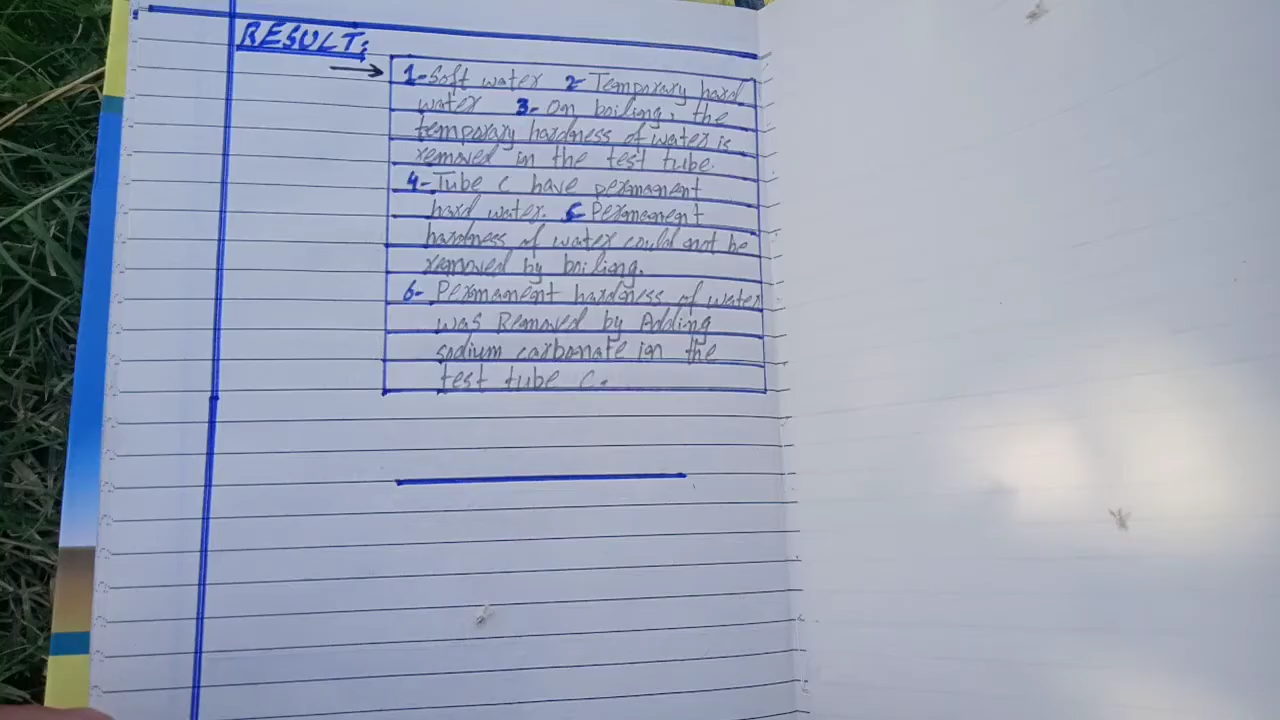 RESULT:
1- Soft water 2- Temporary hard
water 3- On boiling, the
temporary hardness of water is
removed in the test tube.
4- Tube C have permanent
hard water. 5- Permanent
hardness of water could not be
removed by boiling.
6- Permanent hardness of water
was Removed by Adding
sodium carbonate in the
test tube C.